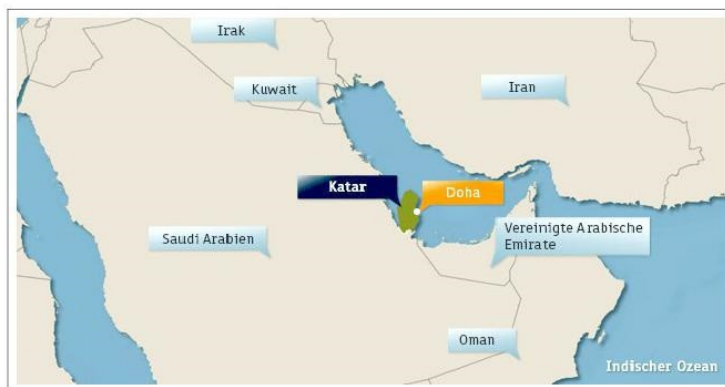 Irak
Kuwait
Iran
Katar
Doha
Saudi Arabien
Vereinigte Arabische
Emirate
Oman
Indischer Ozean